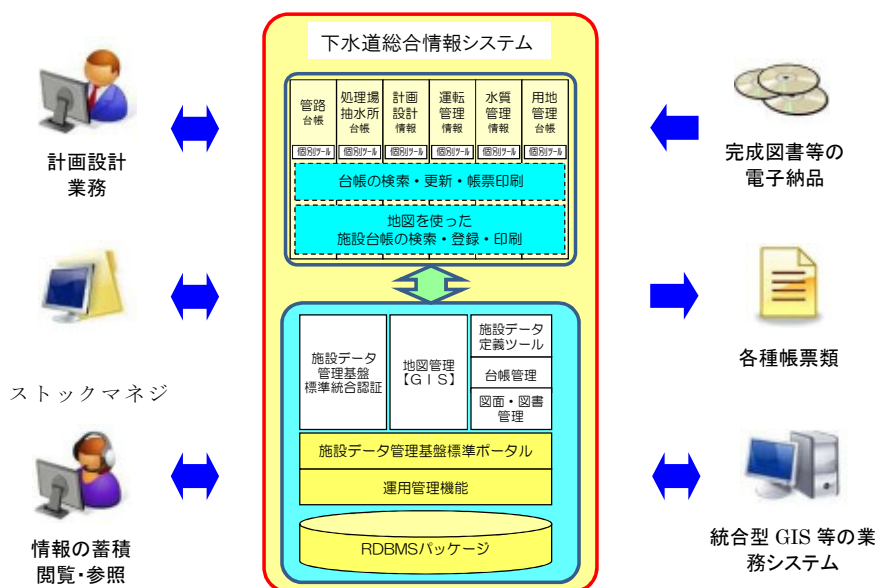 下水道総合情報システム
管路
台帳
処理場
抽水所
台帳
計画
設計
情報
運転
管理
情報
水質
管理
情報
用地
管理
台帳
個別ツール 個別ツール 個別ツール 個別ツール 個別ツール 個別ツール
台帳の検索・更新・帳票印刷
地図を使った
施設台帳の検索・登録・印刷
施設データ
管理基盤
標準統合認証
地図管理
【GIS】
施設データ
定義ツール
台帳管理
図面・図書
管理
施設データ管理基盤標準ポータル
運用管理機能
RDBMSパッケージ
計画設計
業務
ストックマネジ
情報の蓄積
閲覧・参照
完成図書等の
電子納品
各種帳票類
統合型 GIS 等の業
務システム